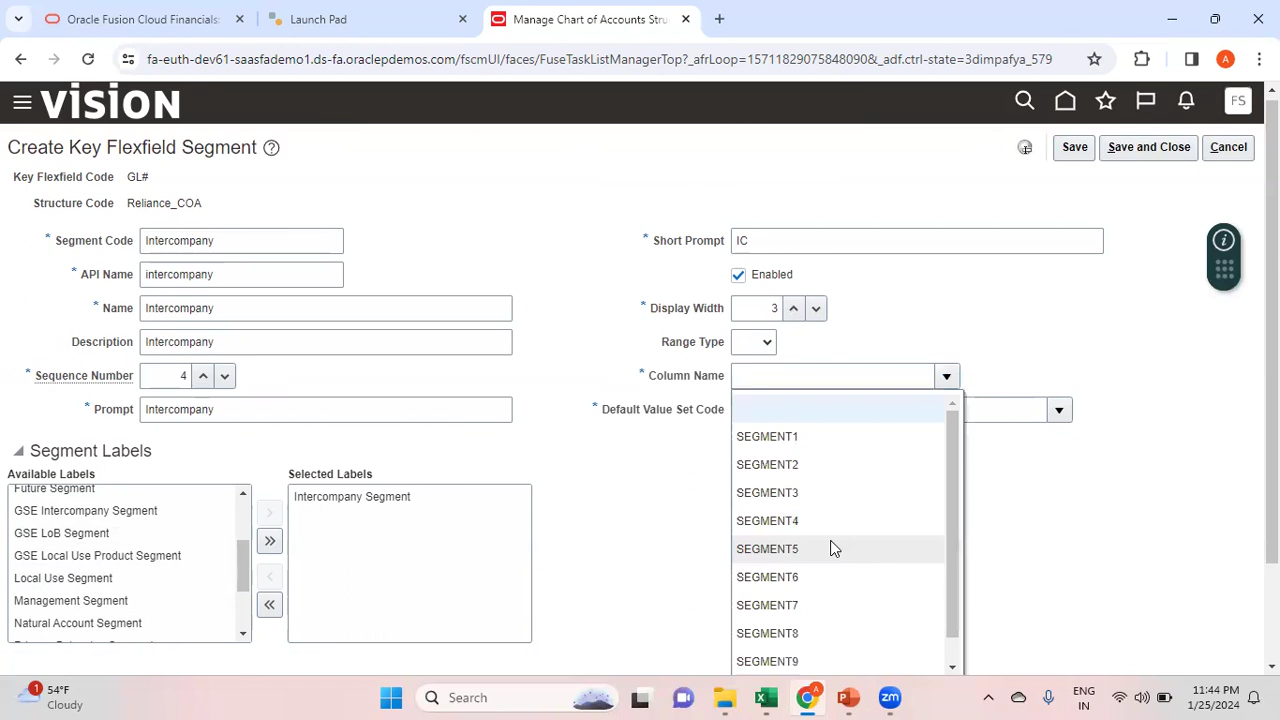 Oracle Fusion Cloud Financials:
Launch Pad
Manage Chart of Accounts Stru
fa-euth-dev61-saasfademo1.ds-fa.oraclepdemos.com/fscmUI/faces/FuseTaskListManagerTop?_afrLoop=157118290758480​90&_adf.ctrl-state=3dimpafya_579
A
VISION
FS
Create Key Flexfield Segment
Save
Save and Close
Cancel
Key Flexfield Code GL#
Structure Code Reliance_COA
* Segment Code Intercompany
* Short Prompt IC
* API Name intercompany
Enabled
* Name Intercompany
* Display Width 3
Description Intercompany
Range Type
* Sequence Number 4
* Column Name
* Prompt Intercompany
* Default Value Set Code
SEGMENT1
SEGMENT2
SEGMENT3
SEGMENT4
SEGMENT5
SEGMENT6
SEGMENT7
SEGMENT8
SEGMENT9
Segment Labels
Available Labels
Selected Labels
Future Segment
GSE Intercompany Segment
GSE LoB Segment
GSE Local Use Product Segment
Local Use Segment
Management Segment
Natural Account Segment
Intercompany Segment
1
54°F
Cloudy
Search
A
ENG
IN
11:44 PM
1/25/2024